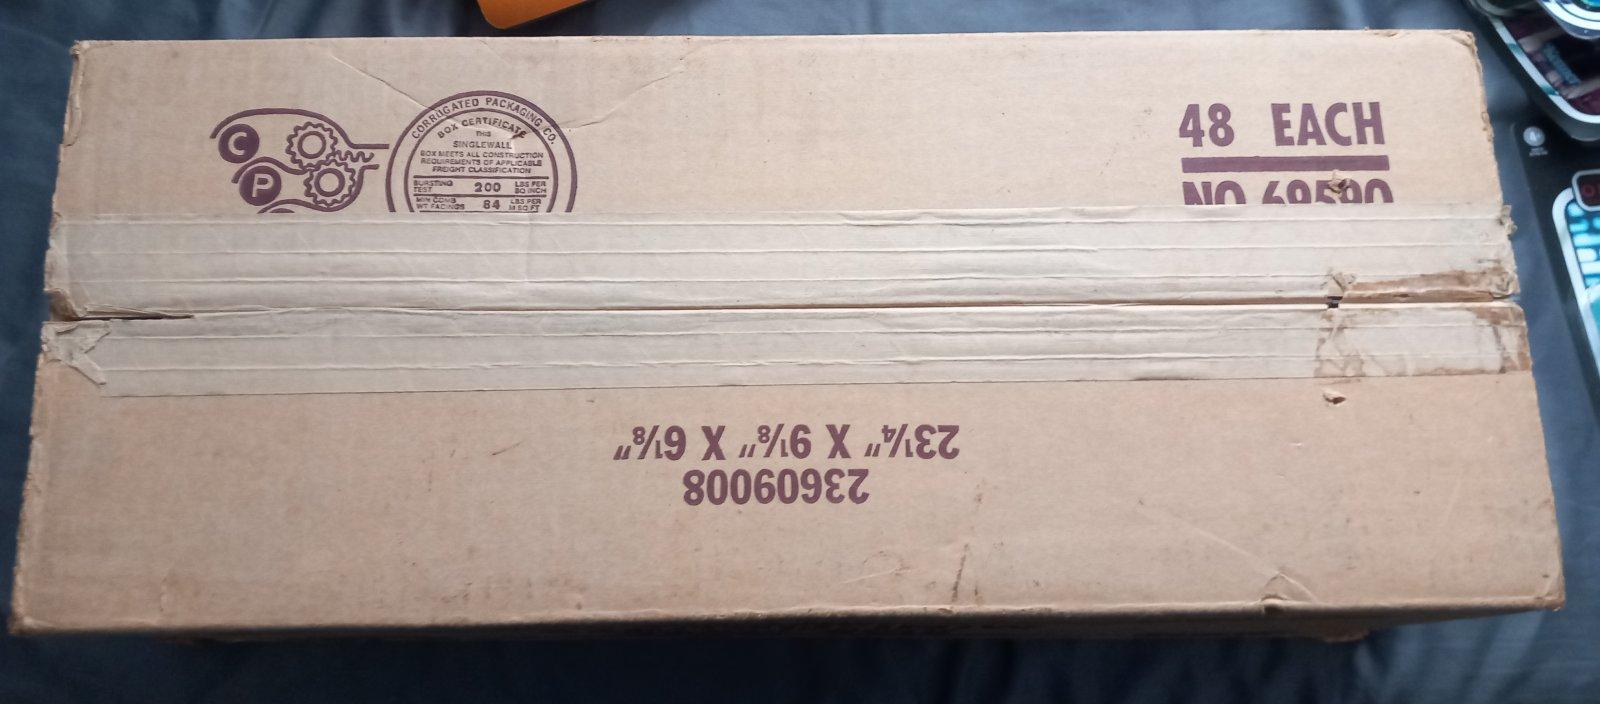 C
P
CORRUGATED PACKAGING CO.
BOX CERTIFICATE
THIS
SINGLEWALL
BOX MEETS ALL CONSTRUCTION
REQUIREMENTS OF APPLICABLE
FREIGHT CLASSIFICATION
BURSTING TEST 200 LBS PER SQ INCH
MIN COMB WT FACINGS 84 LBS PER M SQ FT
48 EACH
NO 69590
23¼" X 9⅛" X 6⅛"
23609008